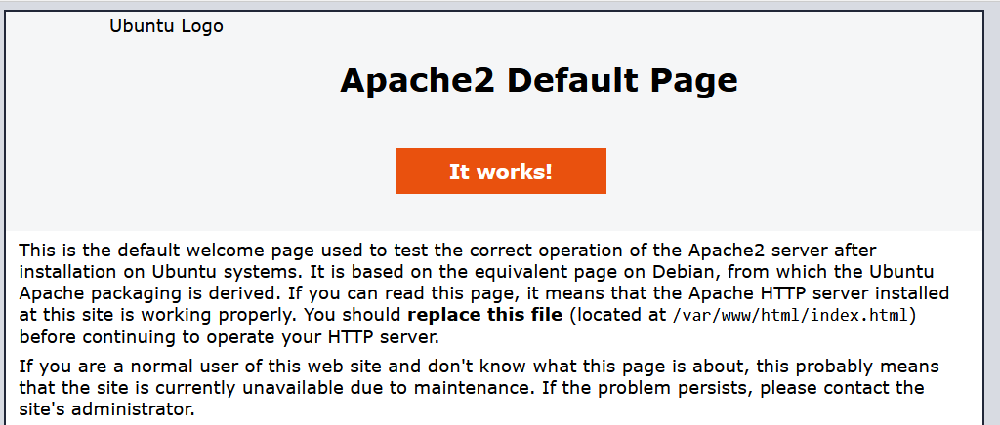 Ubuntu Logo
Apache2 Default Page
It works!
This is the default welcome page used to test the correct operation of the Apache2 server after
installation on Ubuntu systems. It is based on the equivalent page on Debian, from which the Ubuntu
Apache packaging is derived. If you can read this page, it means that the Apache HTTP server installed
at this site is working properly. You should replace this file (located at /var/www/html/index.html)
before continuing to operate your HTTP server.
If you are a normal user of this web site and don't know what this page is about, this probably means
that the site is currently unavailable due to maintenance. If the problem persists, please contact the
site's administrator.